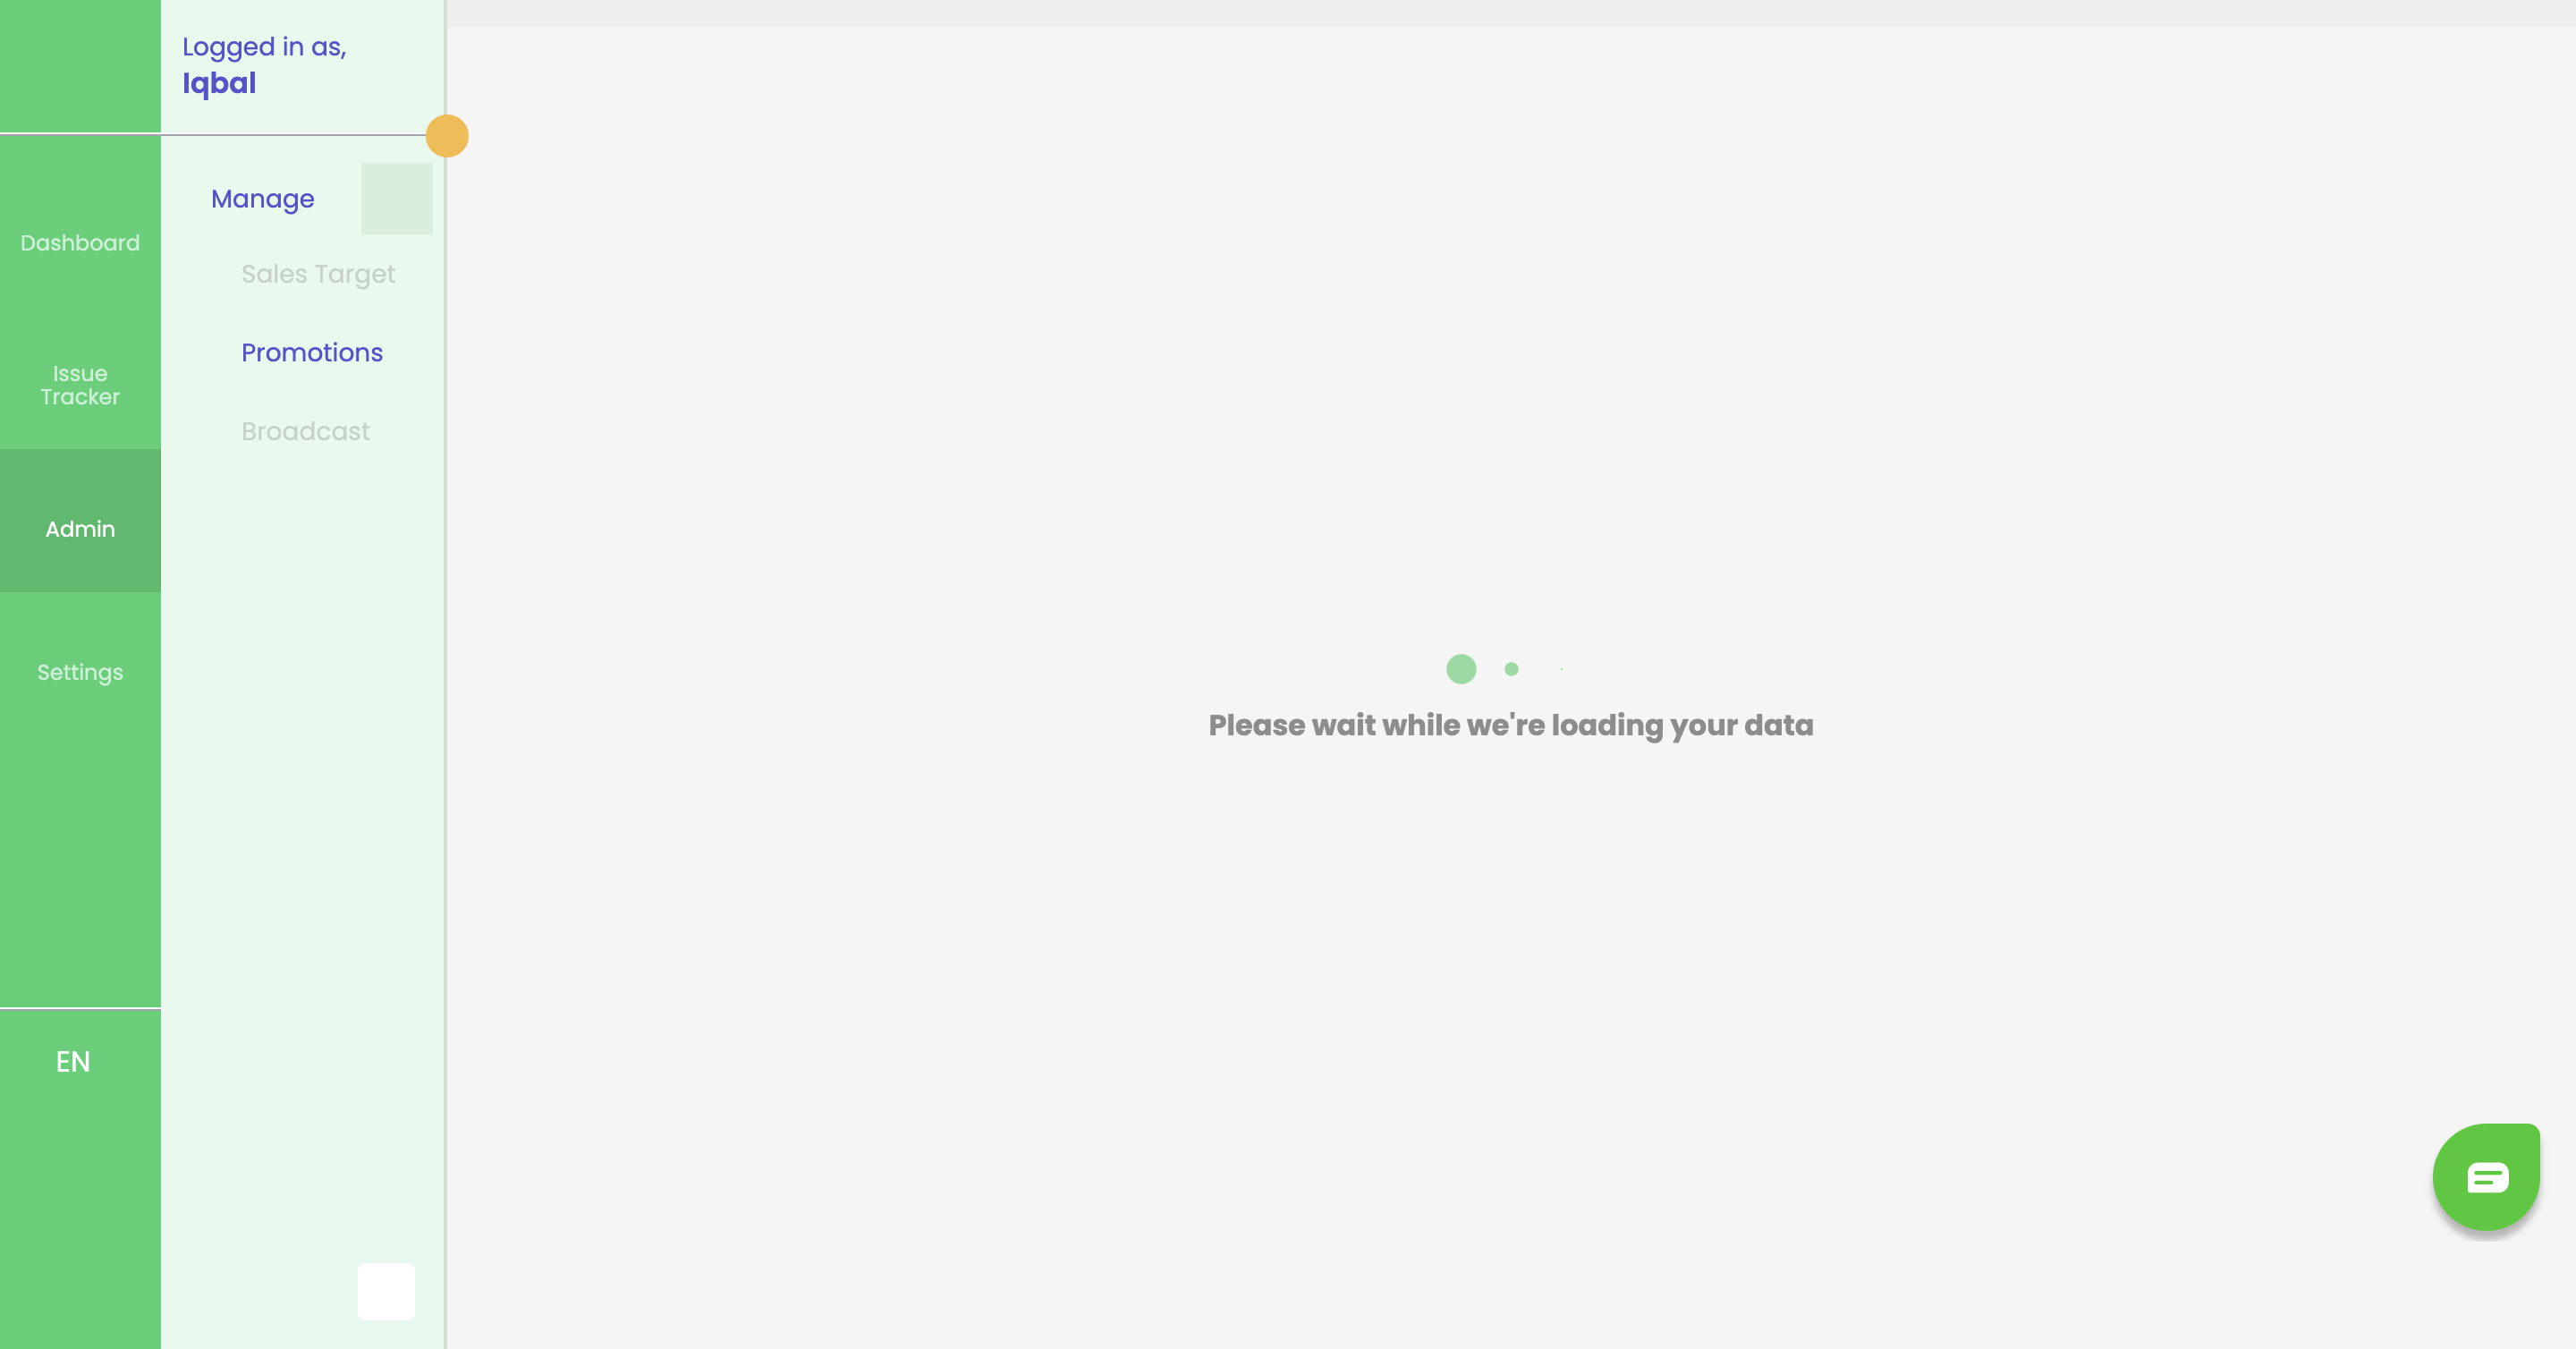 Logged in as,
Iqbal
Dashboard
Issue
Tracker
Admin
Settings
EN
Manage
Sales Target
Promotions
Broadcast
Please wait while we're loading your data